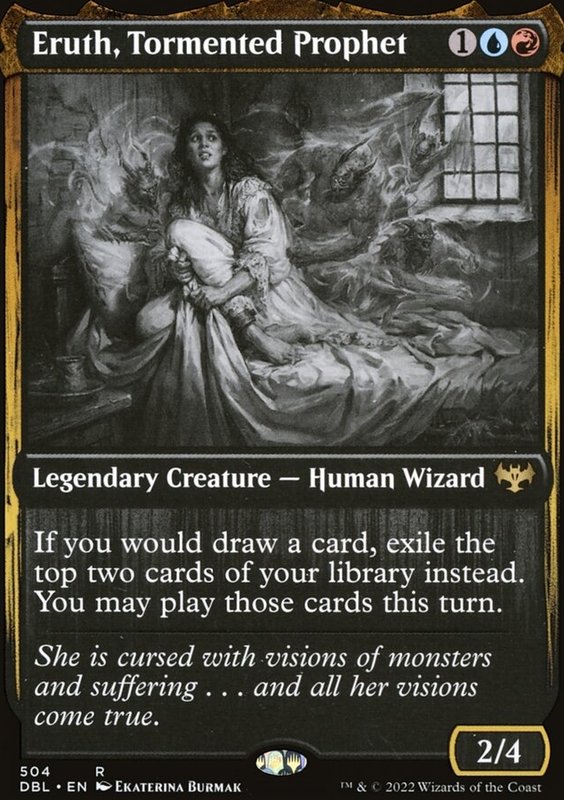 Eruth, Tormented Prophet 1
Legendary Creature — Human Wizard
If you would draw a card, exile the
top two cards of your library instead.
You may play those cards this turn.
She is cursed with visions of monsters
and suffering . . . and all her visions
come true.
2/4
504 R
DBL • EN Ekaterina Burmak ™ & © 2022 Wizards of the Coast